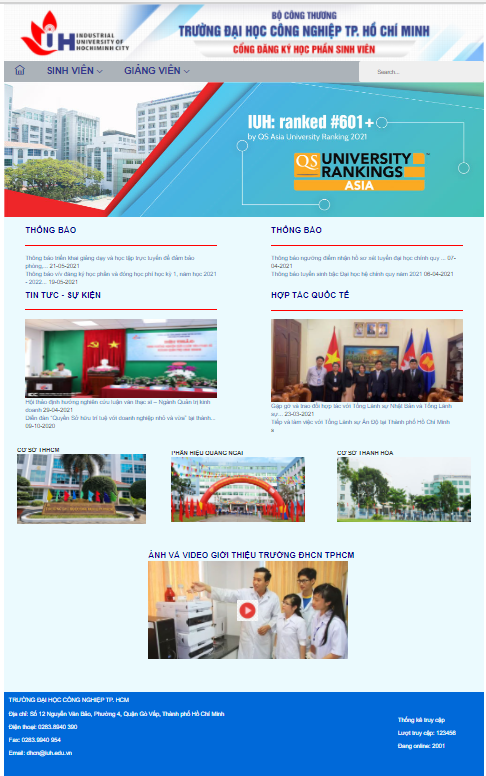 IUH INDUSTRIAL
UNIVERSITY OF
HOCHIMINH CITY
BỘ CÔNG THƯƠNG
TRƯỜNG ĐẠI HỌC CÔNG NGHIỆP TP. HỒ CHÍ MINH
CỔNG ĐĂNG KÝ HỌC PHẦN SINH VIÊN
SINH VIÊN
GIẢNG VIÊN
Search...
IUH: ranked #601+
by QS Asia University Ranking 2021
QS UNIVERSITY
RANKINGS
ASIA
THÔNG BÁO
Thông báo triển khai giảng dạy và học tập trực tuyến để đảm bảo
phòng,... 21-05-2021
Thông báo v/v đăng ký học phần và đóng học phí học kỳ 1, năm học 2021
- 2022... 19-05-2021
THÔNG BÁO
Thông báo ngưỡng điểm nhận hồ sơ xét tuyển đại học chính quy ... 07-
04-2021
Thông báo tuyển sinh bậc Đại học hệ chính quy năm 2021 06-04-2021
TIN TỨC - SỰ KIỆN
Hội thảo định hướng nghiên cứu luận văn thạc sĩ – Ngành Quản trị kinh
doanh 29-04-2021
Diễn đàn "Quyền Sở hữu trí tuệ với doanh nghiệp nhỏ và vừa" tại thành...
09-10-2020
HỢP TÁC QUỐC TẾ
Gặp gỡ và trao đổi hợp tác với Tổng Lãnh sự Nhật Bản và Tổng Lãnh
sự... 23-03-2021
Tiếp và làm việc với Tổng Lãnh sự Ấn Độ tại Thành phố Hồ Chí Minh
CƠ SỞ TPHCM
PHÂN HIỆU QUẢNG NGÃI
CƠ SỞ THANH HÓA
ẢNH VÀ VIDEO GIỚI THIỆU TRƯỜNG ĐHCN TPHCM
TRƯỜNG ĐẠI HỌC CÔNG NGHIỆP TP. HCM
Địa chỉ: Số 12 Nguyễn Văn Bảo, Phường 4, Quận Gò Vấp, Thành phố Hồ Chí Minh
Điện thoại: 0283.8940 390
Fax: 0283.9940 954
Email: dhcn@iuh.edu.vn
Thống kê truy cập
Lượt truy cập: 123456
Đang online: 2001